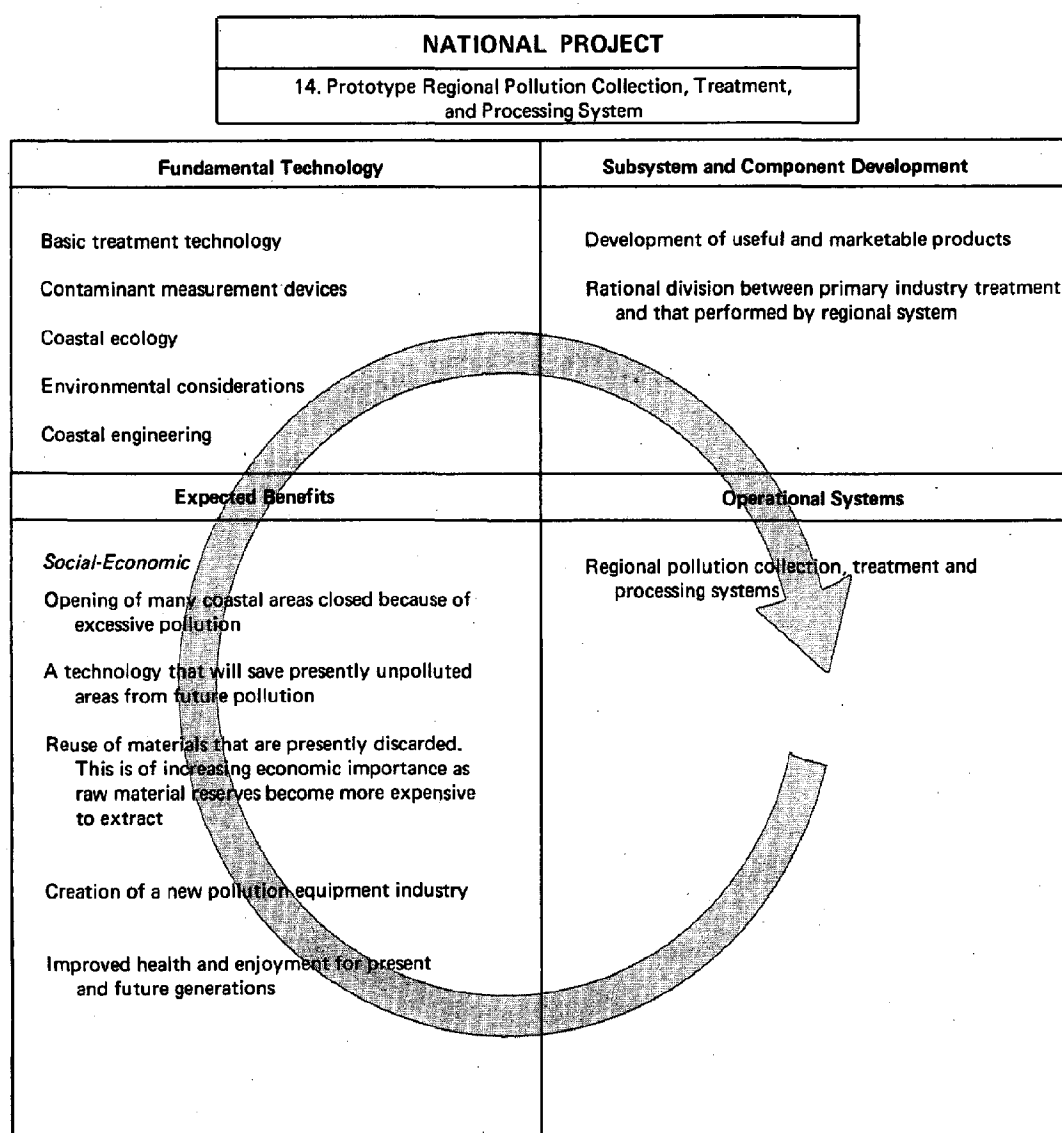 NATIONAL PROJECT
14. Prototype Regional Pollution Collection, Treatment,
and Processing System
Fundamental Technology
Basic treatment technology
Contaminant measurement devices
Coastal ecology
Environmental considerations
Coastal engineering
Subsystem and Component Development
Development of useful and marketable products
Rational division between primary industry treatment
and that performed by regional system
Expected Benefits
Social-Economic
Opening of many coastal areas closed because of
excessive pollution
A technology that will save presently unpolluted
areas from future pollution
Reuse of materials that are presently discarded.
This is of increasing economic importance as
raw material reserves become more expensive
to extract
Creation of a new pollution equipment industry
Improved health and enjoyment for present
and future generations
Operational Systems
Regional pollution collection, treatment and
processing systems